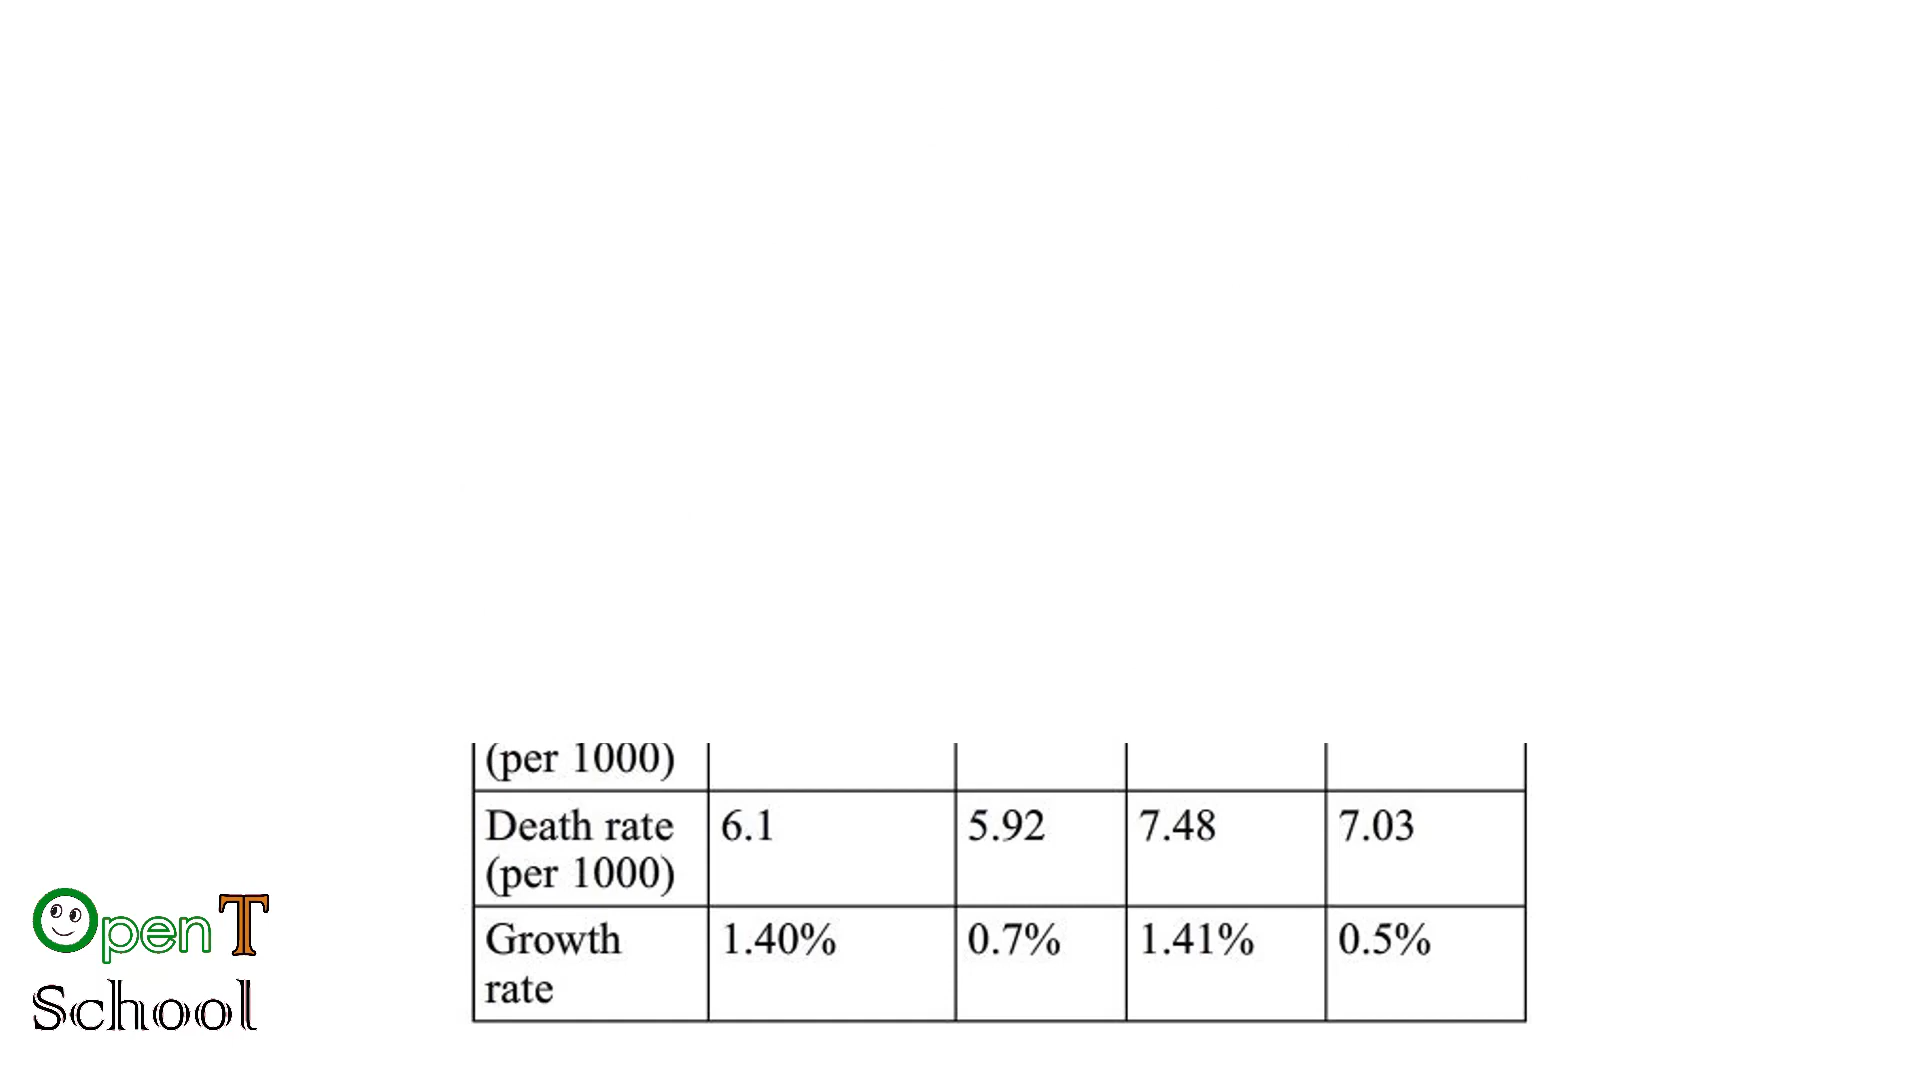 (per 1000)
Death rate 6.1 5.92 7.48 7.03
(per 1000)
Growth 1.40% 0.7% 1.41% 0.5%
rate
Open T
School